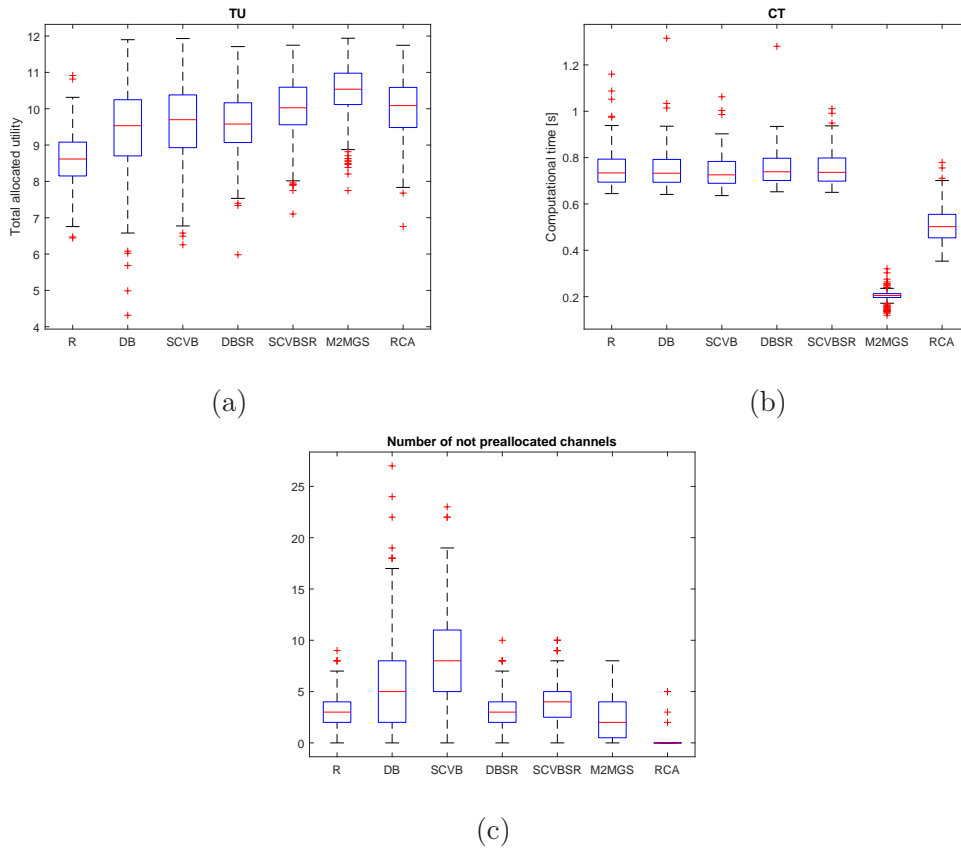 TU
Total allocated utility
12
11
10
9
8
7
6
5
4
R DB SCVB DBSR SCVBSR M2MGS RCA
(a)
CT
Computational time [s]
1.2
1
0.8
0.6
0.4
0.2
R DB SCVB DBSR SCVBSR M2MGS RCA
(b)
Number of not preallocated channels
25
20
15
10
5
0
R DB SCVB DBSR SCVBSR M2MGS RCA
(c)